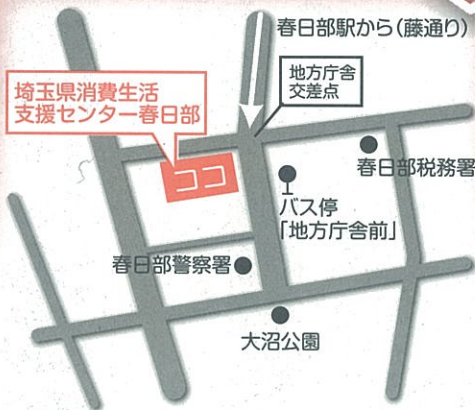 春日部駅から(藤通り)
地方庁舎
交差点
埼玉県消費生活
支援センター春日部
ココ
春日部税務署
バス停
「地方庁舎前」
春日部警察署
大沼公園